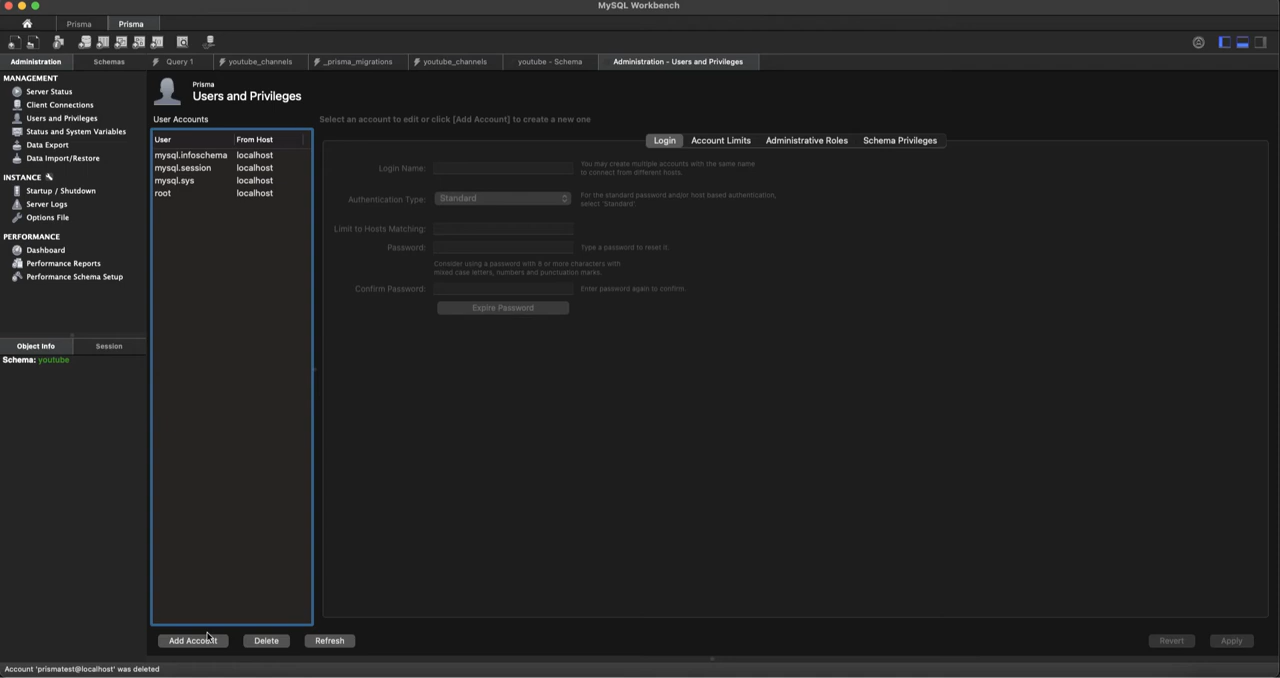 MySQL Workbench
Prisma
Prisma
Administration
Schemas
Query 1
youtube_channels
_prisma_migrations
youtube_channels
youtube - Schema
Administration - Users and Privileges
MANAGEMENT
Server Status
Client Connections
Users and Privileges
Status and System Variables
Data Export
Data Import/Restore
INSTANCE
Startup / Shutdown
Server Logs
Options File
PERFORMANCE
Dashboard
Performance Reports
Performance Schema Setup
Object Info
Session
Schema: youtube
Prisma
Users and Privileges
User Accounts
User
From Host
mysql.infoschema localhost
mysql.session localhost
mysql.sys localhost
root localhost
Add Account
Delete
Refresh
Select an account to edit or click [Add Account] to create a new one
Login
Account Limits
Administrative Roles
Schema Privileges
Login Name:
You may create multiple accounts with the same name
to connect from different hosts.
Authentication Type:
Standard
For the standard password and/or host based authentication,
select 'Standard'.
Limit to Hosts Matching:
Password:
Type a password to reset it.
Consider using a password with 8 or more characters with
mixed case letters, numbers and punctuation marks.
Confirm Password:
Enter password again to confirm.
Expire Password
Revert
Apply
Account 'prismatest@localhost' was deleted